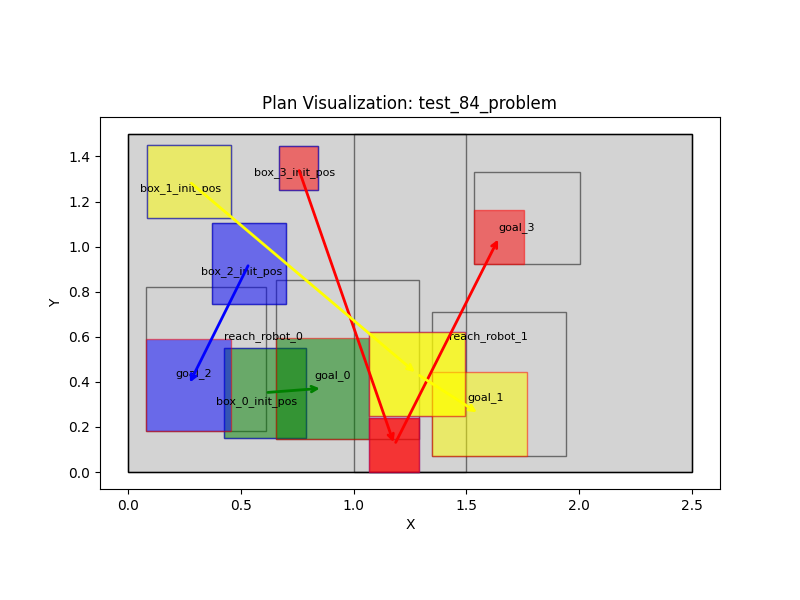 Plan Visualization: test_84_problem
Y
1.4
1.2
1.0
0.8
0.6
0.4
0.2
0.0
box_1_init_pos
box_3_init_pos
goal_3
box_2_init_pos
reach_robot_0
reach_robot_1
goal_2
goal_0
box_0_init_pos
goal_1
0.0
0.5
1.0
1.5
2.0
2.5
X